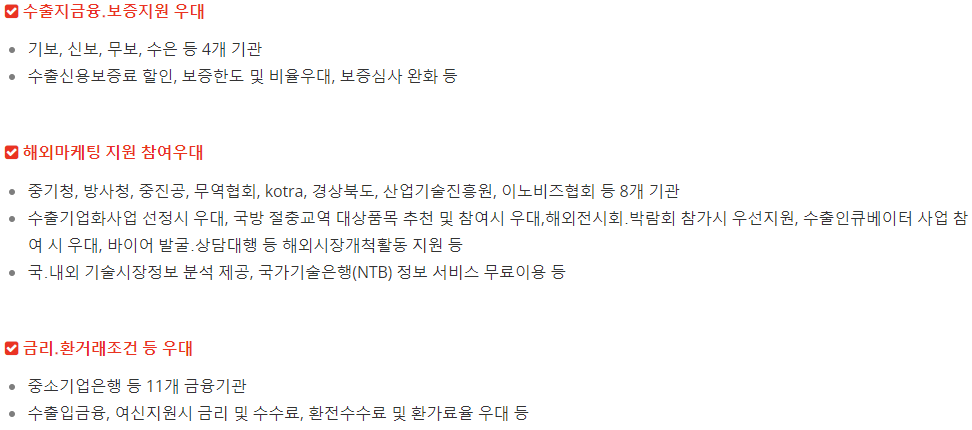 수출지금융.보증지원 우대
기보, 신보, 무보, 수은 등 4개 기관
수출신용보증료 할인, 보증한도 및 비율우대, 보증심사 완화 등
해외마케팅 지원 참여우대
중기청, 방사청, 중진공, 무역협회, kotra, 경상북도, 산업기술진흥원, 이노비즈협회 등 8개 기관
수출기업화사업 선정시 우대, 국방 절충교역 대상품목 추천 및 참여시 우대,해외전시회.박람회 참가시 우선지원, 수출인큐베이터 사업 참
여 시 우대, 바이어 발굴.상담대행 등 해외시장개척활동 지원 등
국.내외 기술시장정보 분석 제공, 국가기술은행(NTB) 정보 서비스 무료이용 등
금리.환거래조건 등 우대
중소기업은행 등 11개 금융기관
수출입금융, 여신지원시 금리 및 수수료, 환전수수료 및 환가료율 우대 등